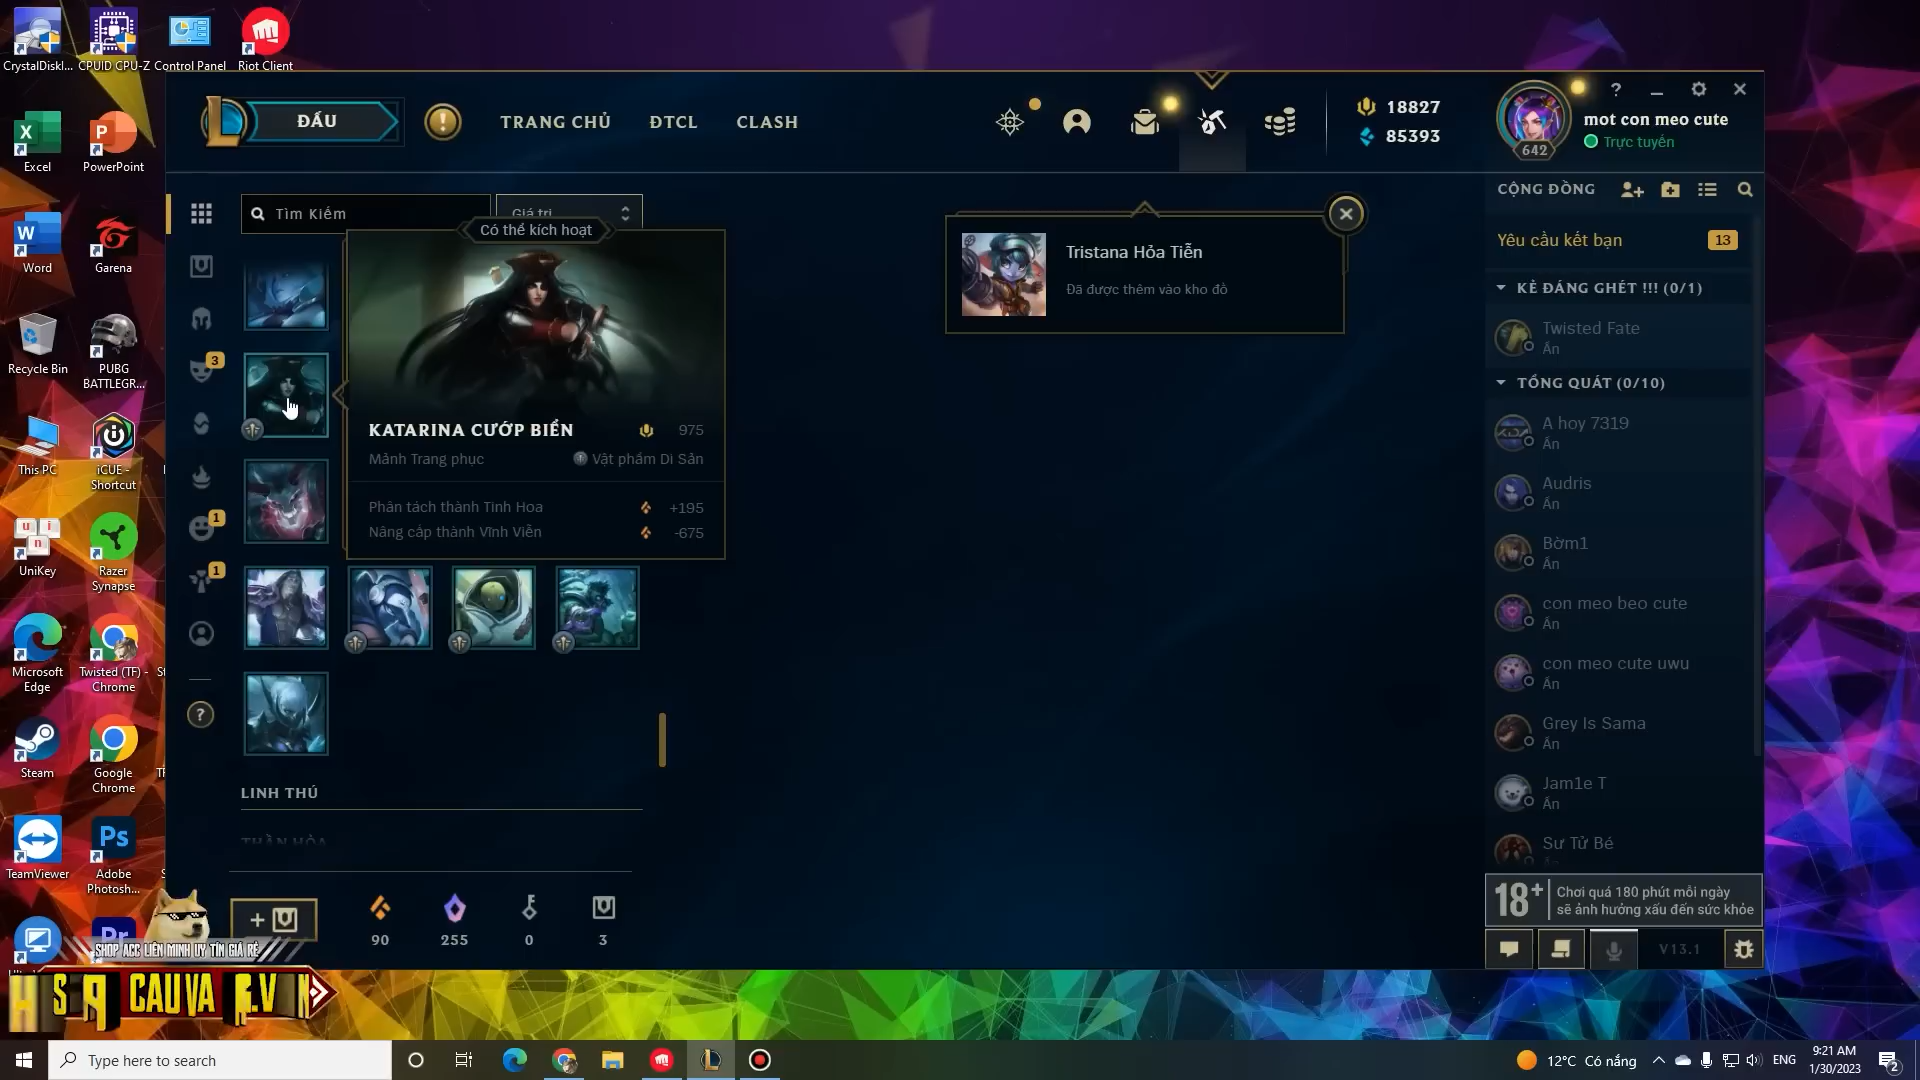 CrystalDiskI...
CPUID CPU-Z
Control Panel
Riot Client
Excel
PowerPoint
Word
Garena
Recycle Bin
PUBG
BATTLEGR...
This PC
iCUE -
Shortcut
UniKey
Razer
Synapse
Microsoft
Edge
Twisted (TF) -
Chrome
Steam
Google
Chrome
TeamViewer
Adobe
Photosh...
ĐẤU
TRANG CHỦ
ĐTCL
CLASH
18827
85393
642
mot con meo cute
Trực tuyến
Tìm Kiếm
Giá trị
Có thể kích hoạt
3
1
1
KATARINA CƯỚP BIỂN
975
Mảnh Trang phục
Vật phẩm Di Sản
Phân tách thành Tinh Hoa
+195
Nâng cấp thành Vĩnh Viễn
-675
Tristana Hỏa Tiễn
Đã được thêm vào kho đồ
LINH THÚ
THẦN HỎA
90
255
0
3
CỘNG ĐỒNG
Yêu cầu kết bạn
13
KẺ ĐÁNG GHÉT !!! (0/1)
Twisted Fate
Ẩn
TỔNG QUÁT (0/10)
A hoy 7319
Ẩn
Audris
Ẩn
Bờm1
Ẩn
con meo beo cute
Ẩn
con meo cute uwu
Ẩn
Grey Is Sama
Ẩn
Jam1e T
Ẩn
Sư Tử Bé
18+
Chơi quá 180 phút mỗi ngày
sẽ ảnh hưởng xấu đến sức khỏe
V13.1
SHOP ACC LIÊN MINH UY TÍN GIÁ RẺ
Type here to search
12°C Có nắng
ENG
9:21 AM
1/30/2023
2